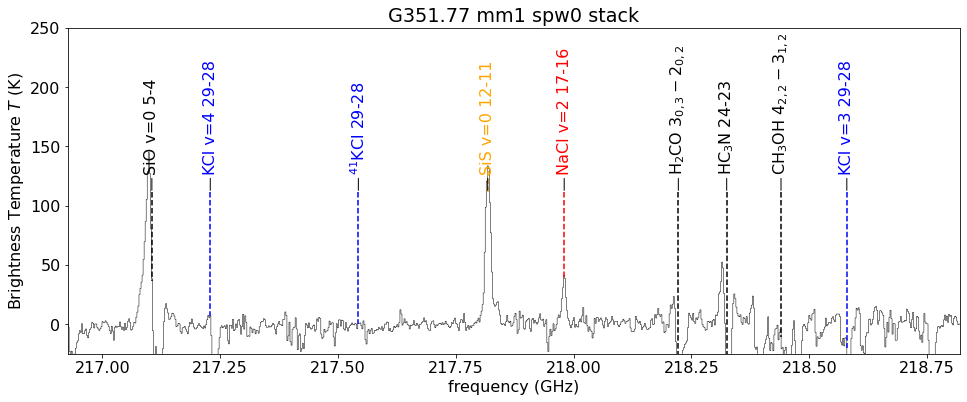 G351.77 mm1 spw0 stack
Brightness Temperature T (K)
250
200
150
100
50
0
SiO v=0 5-4
KCl v=4 29-28
⁴¹KCl 29-28
SiS v=0 12-11
NaCl v=2 17-16
H₂CO 3₀,₂ − 2₀,₂
HC₃N 24-23
CH₃OH 4₂,₂ − 3₁,₂
KCl v=3 29-28
217.00
217.25
217.50
217.75
218.00
218.25
218.50
218.75
frequency (GHz)